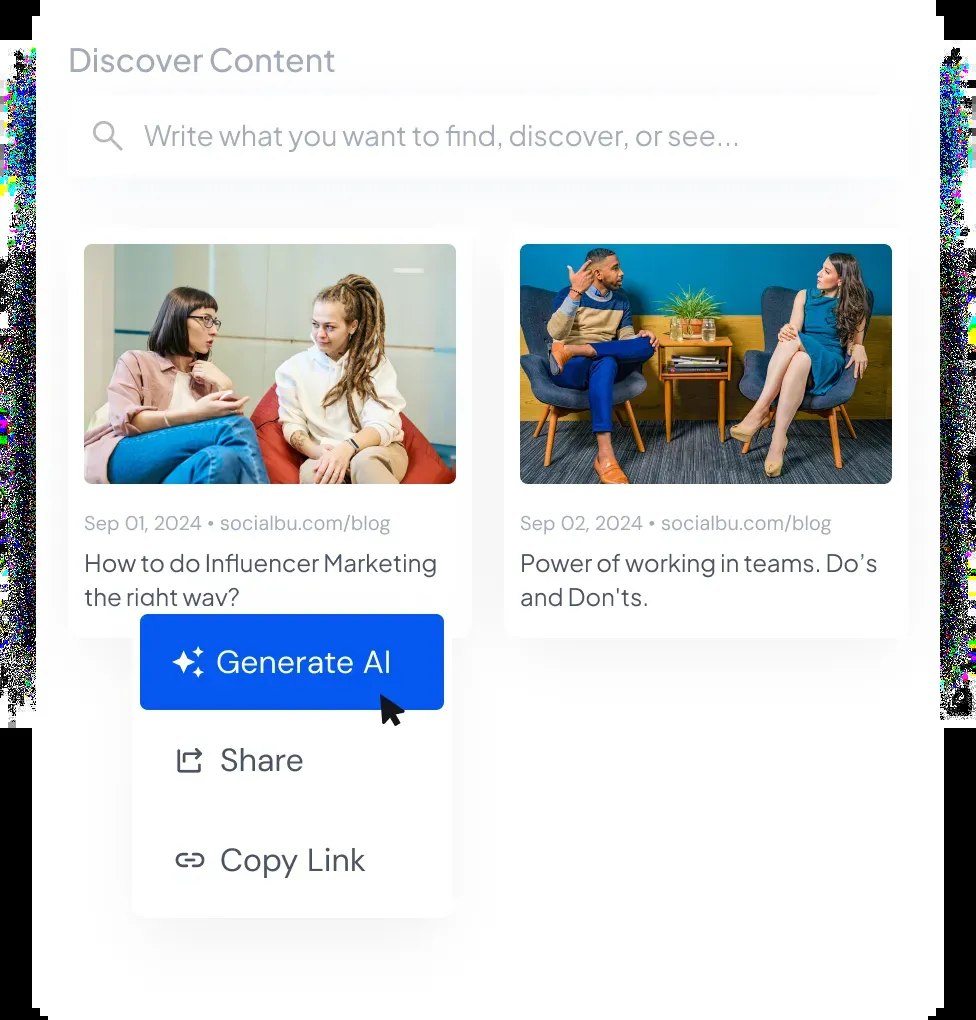 Discover Content
Write what you want to find, discover, or see...
Sep 01, 2024 • socialbu.com/blog
How to do Influencer Marketing
the right way?
Sep 02, 2024 • socialbu.com/blog
Power of working in teams. Do’s
and Don'ts.
Generate AI
Share
Copy Link